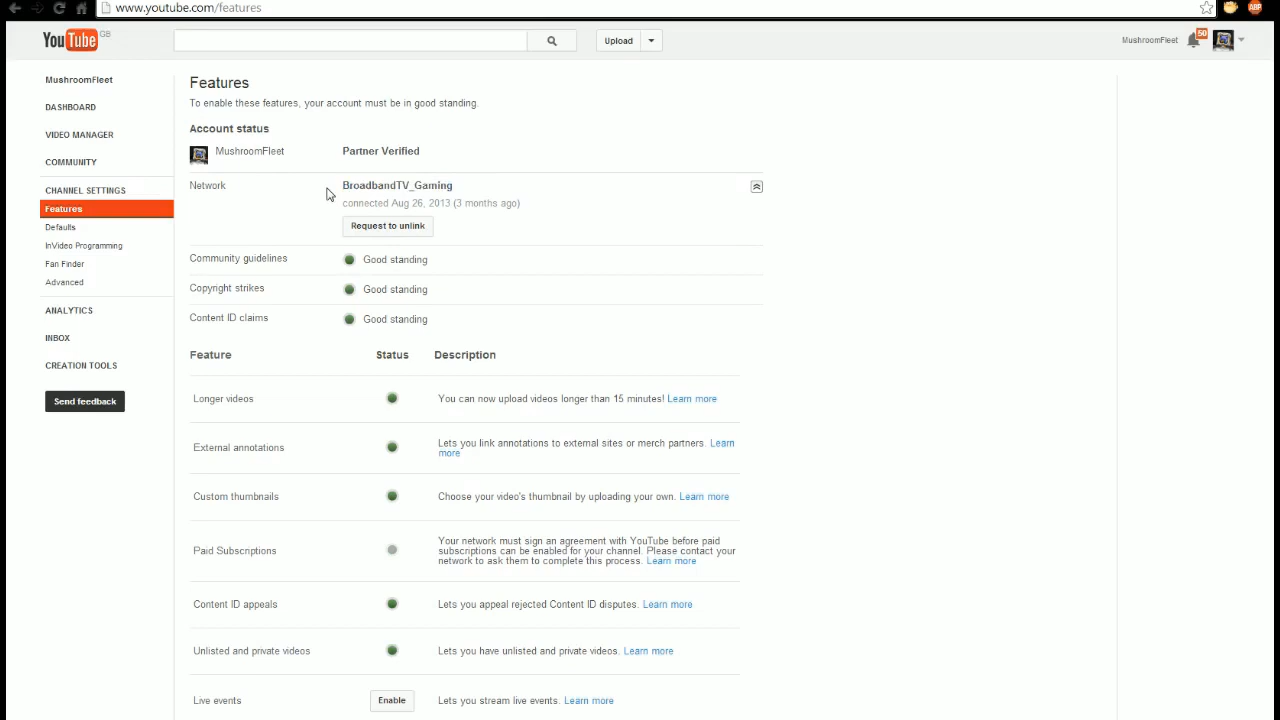 www.youtube.com/features
ABP
YouTube GB
Upload
MushroomFleet
50
MushroomFleet
DASHBOARD
VIDEO MANAGER
COMMUNITY
CHANNEL SETTINGS
Features
Defaults
InVideo Programming
Fan Finder
Advanced
ANALYTICS
INBOX
CREATION TOOLS
Send feedback
Features
To enable these features, your account must be in good standing.
Account status
MushroomFleet Partner Verified
Network BroadbandTV_Gaming
connected Aug 26, 2013 (3 months ago)
Request to unlink
Community guidelines Good standing
Copyright strikes Good standing
Content ID claims Good standing
Feature Status Description
Longer videos You can now upload videos longer than 15 minutes! Learn more
External annotations Lets you link annotations to external sites or merch partners. Learn
more
Custom thumbnails Choose your video's thumbnail by uploading your own. Learn more
Paid Subscriptions Your network must sign an agreement with YouTube before paid
subscriptions can be enabled for your channel. Please contact your
network to ask them to complete this process. Learn more
Content ID appeals Lets you appeal rejected Content ID disputes. Learn more
Unlisted and private videos Lets you have unlisted and private videos. Learn more
Live events Enable Lets you stream live events. Learn more